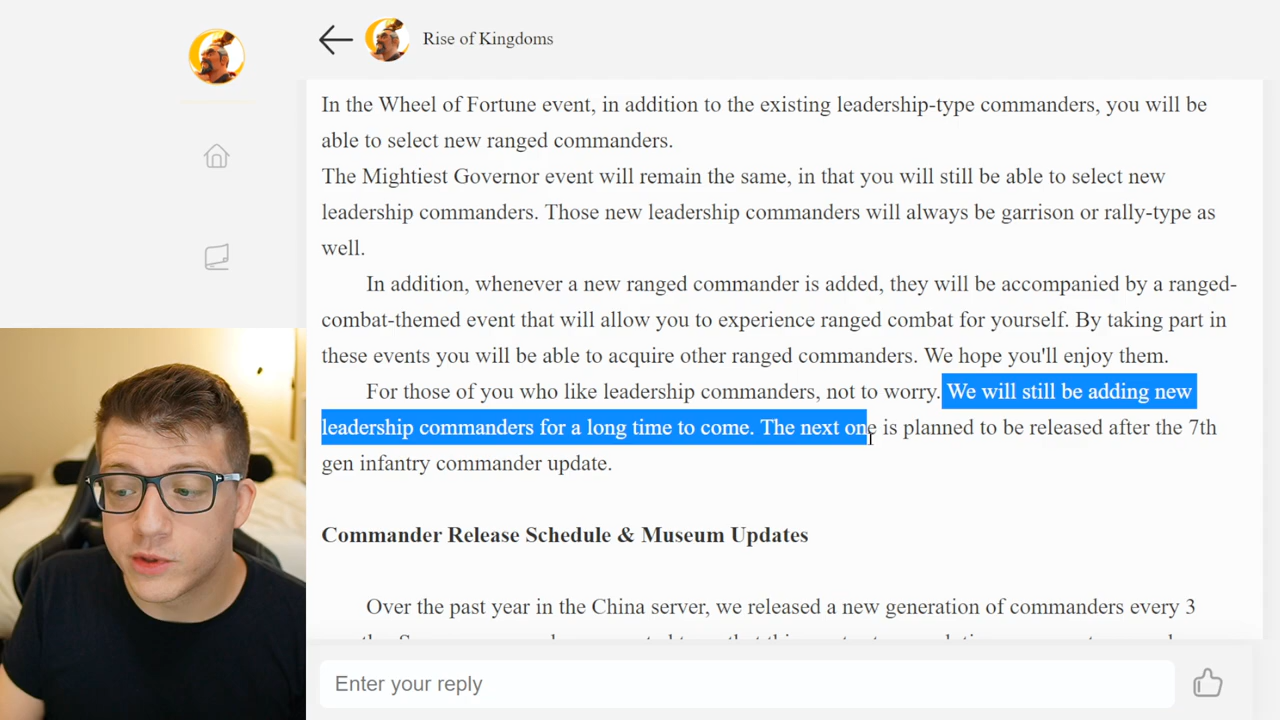 Rise of Kingdoms
In the Wheel of Fortune event, in addition to the existing leadership-type commanders, you will be
able to select new ranged commanders.
The Mightiest Governor event will remain the same, in that you will still be able to select new
leadership commanders. Those new leadership commanders will always be garrison or rally-type as
well.
In addition, whenever a new ranged commander is added, they will be accompanied by a ranged-
combat-themed event that will allow you to experience ranged combat for yourself. By taking part in
these events you will be able to acquire other ranged commanders. We hope you'll enjoy them.
For those of you who like leadership commanders, not to worry. We will still be adding new
leadership commanders for a long time to come. The next one is planned to be released after the 7th
gen infantry commander update.
Commander Release Schedule & Museum Updates
Over the past year in the China server, we released a new generation of commanders every 3
Enter your reply